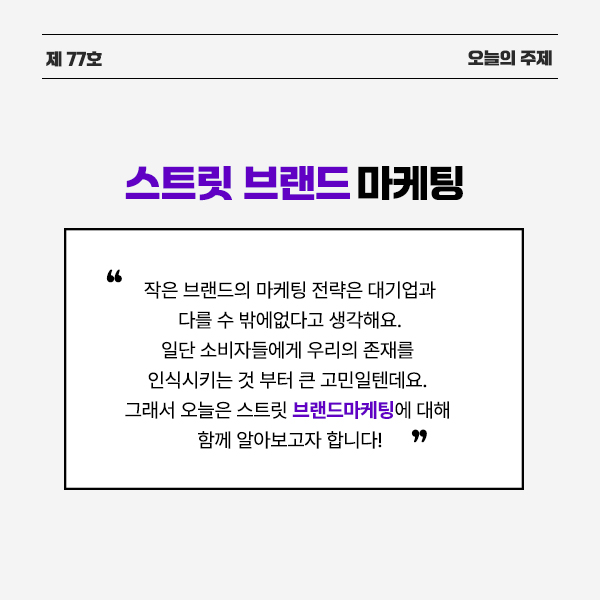 제 77호
오늘의 주제
스트릿 브랜드 마케팅
❝
작은 브랜드의 마케팅 전략은 대기업과
다를 수 밖에없다고 생각해요.
일단 소비자들에게 우리의 존재를
인식시키는 것 부터 큰 고민일텐데요.
그래서 오늘은 스트릿 브랜드마케팅에 대해
함께 알아보고자 합니다! ❞